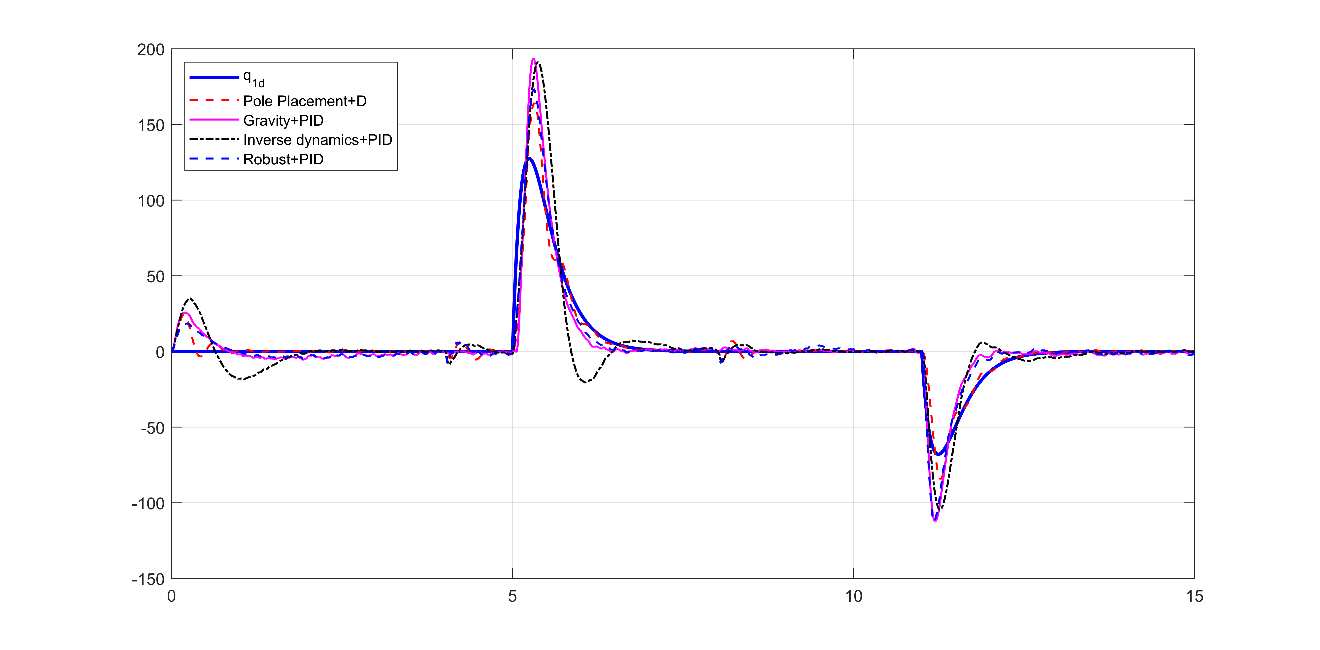 200
150
100
50
0
-50
-100
-150
q1d
Pole Placement+D
Gravity+PID
Inverse dynamics+PID
Robust+PID
0 5 10 15